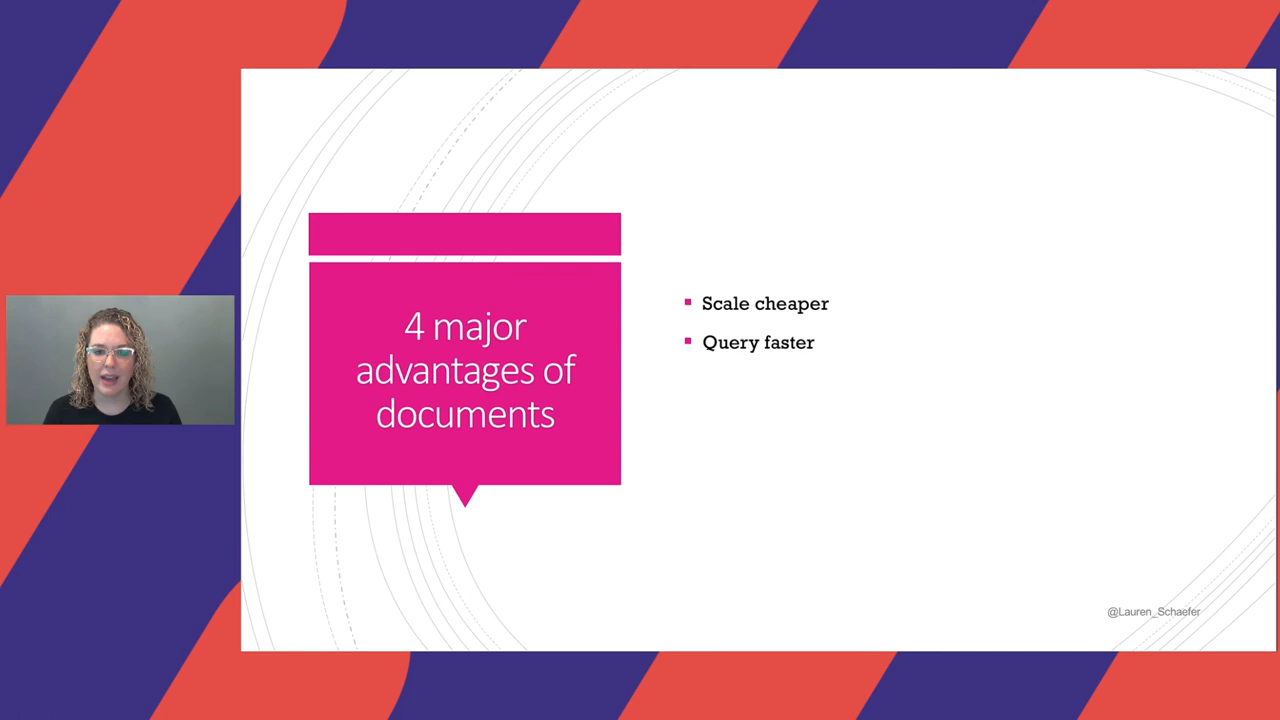 4 major
advantages of
documents
Scale cheaper
Query faster
@Lauren_Schaefer